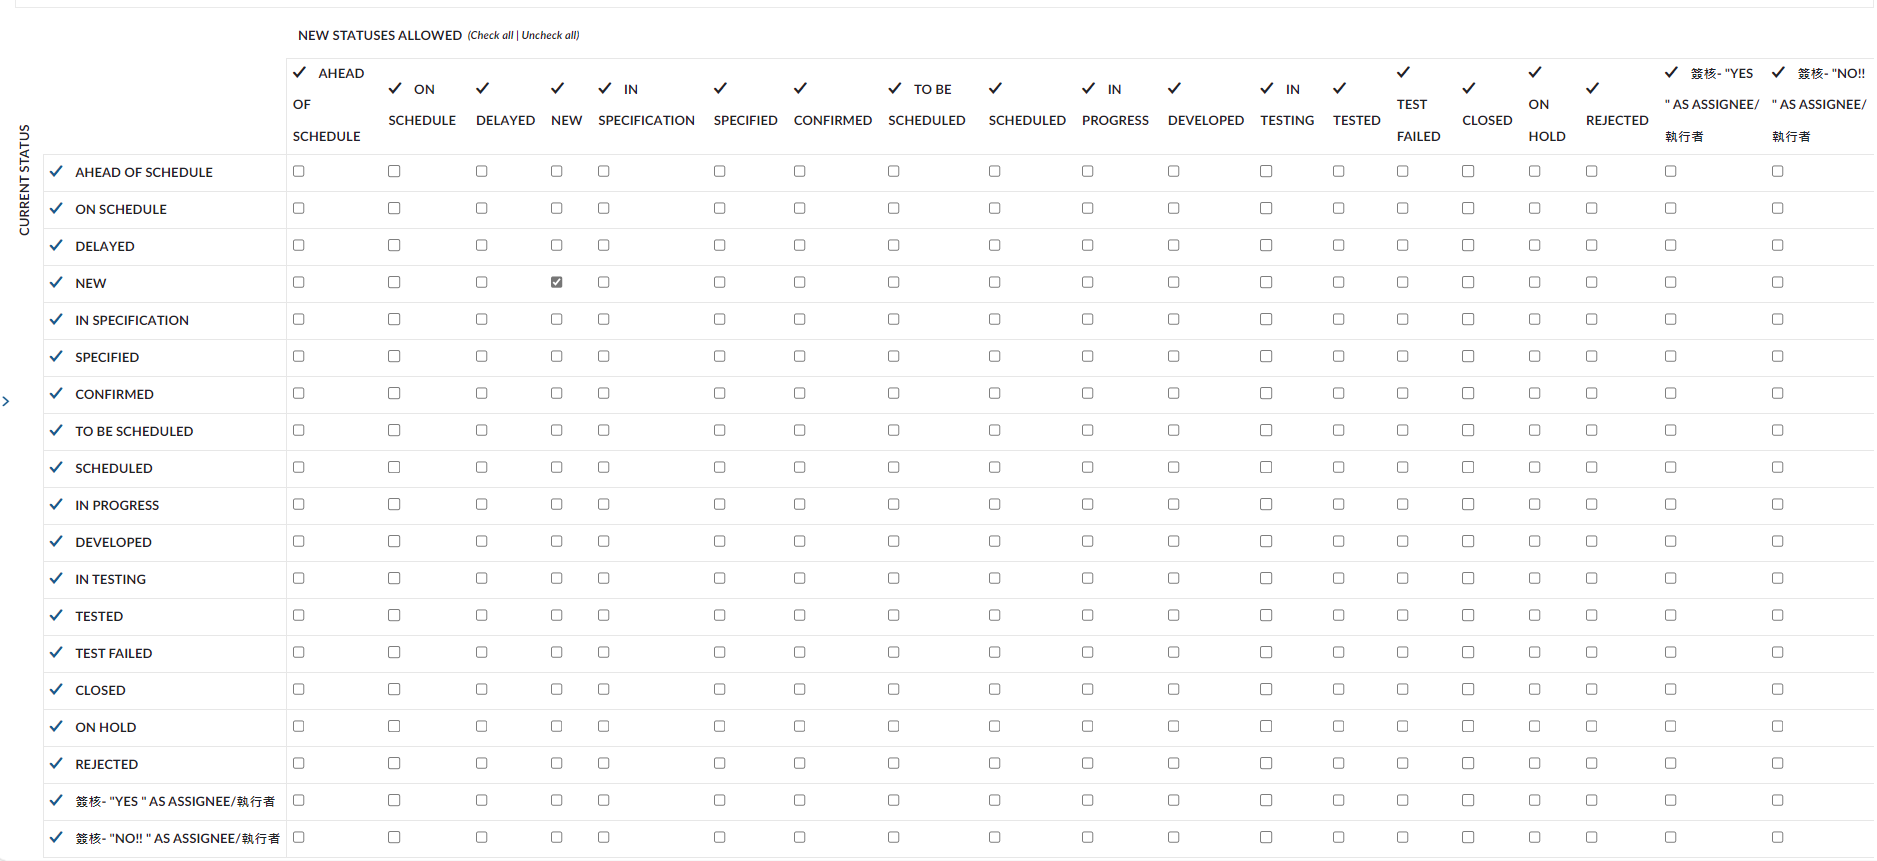 NEW STATUSES ALLOWED (Check all | Uncheck all)
CURRENT STATUS
AHEAD
OF
SCHEDULE
ON
SCHEDULE
DELAYED
NEW
IN
SPECIFICATION
SPECIFIED
CONFIRMED
TO BE
SCHEDULED
SCHEDULED
IN
PROGRESS
DEVELOPED
IN
TESTING
TESTED
TEST
FAILED
CLOSED
ON
HOLD
REJECTED
簽核- "YES
" AS ASSIGNEE/
執行者
簽核- "NO!!
" AS ASSIGNEE/
執行者
AHEAD OF SCHEDULE
ON SCHEDULE
DELAYED
NEW
IN SPECIFICATION
SPECIFIED
CONFIRMED
TO BE SCHEDULED
SCHEDULED
IN PROGRESS
DEVELOPED
IN TESTING
TESTED
TEST FAILED
CLOSED
ON HOLD
REJECTED
簽核- "YES " AS ASSIGNEE/執行者
簽核- "NO!! " AS ASSIGNEE/執行者